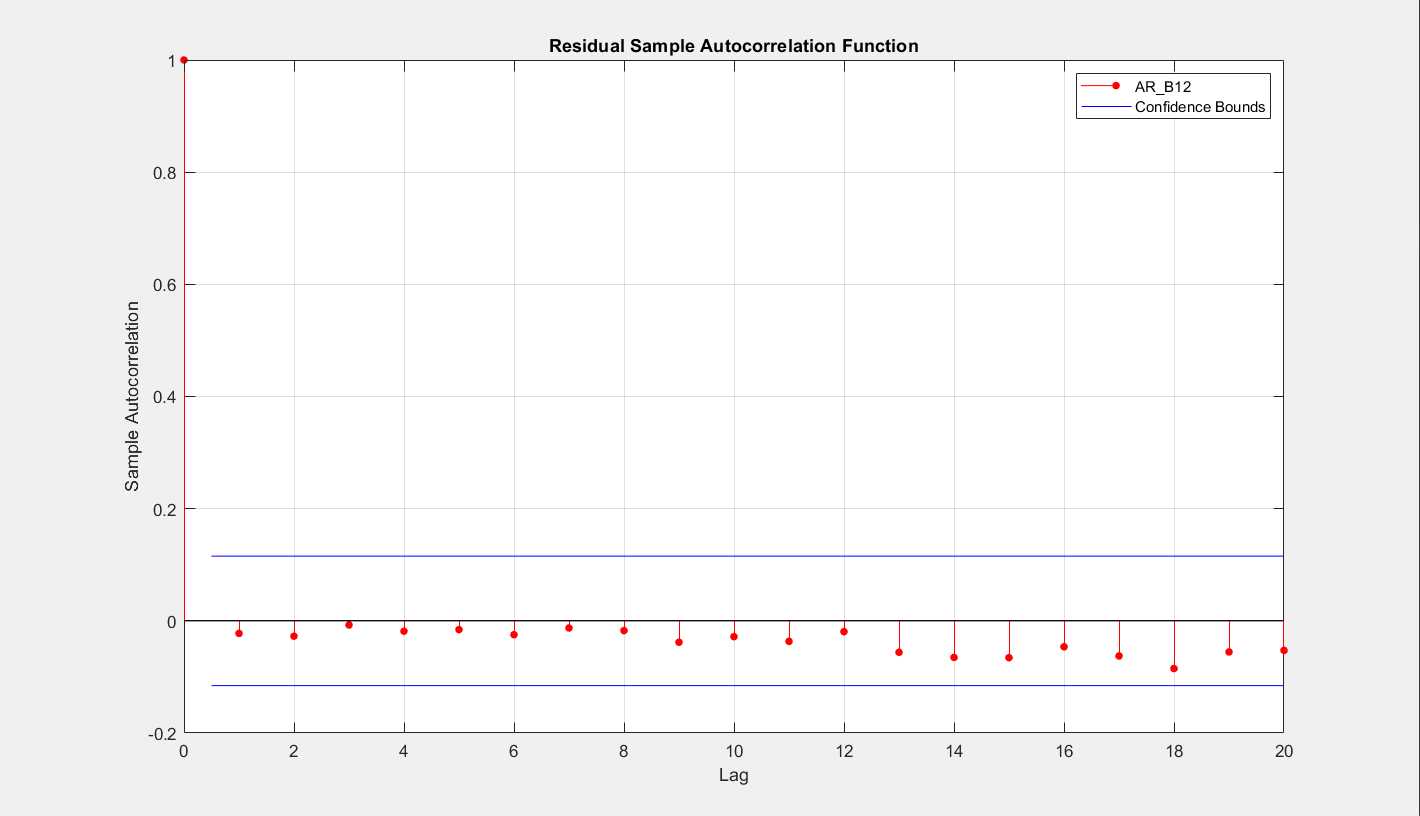 Residual Sample Autocorrelation Function
AR_B12
Confidence Bounds
1
0.8
0.6
0.4
0.2
0
-0.2
Sample Autocorrelation
0 2 4 6 8 10 12 14 16 18 20
Lag